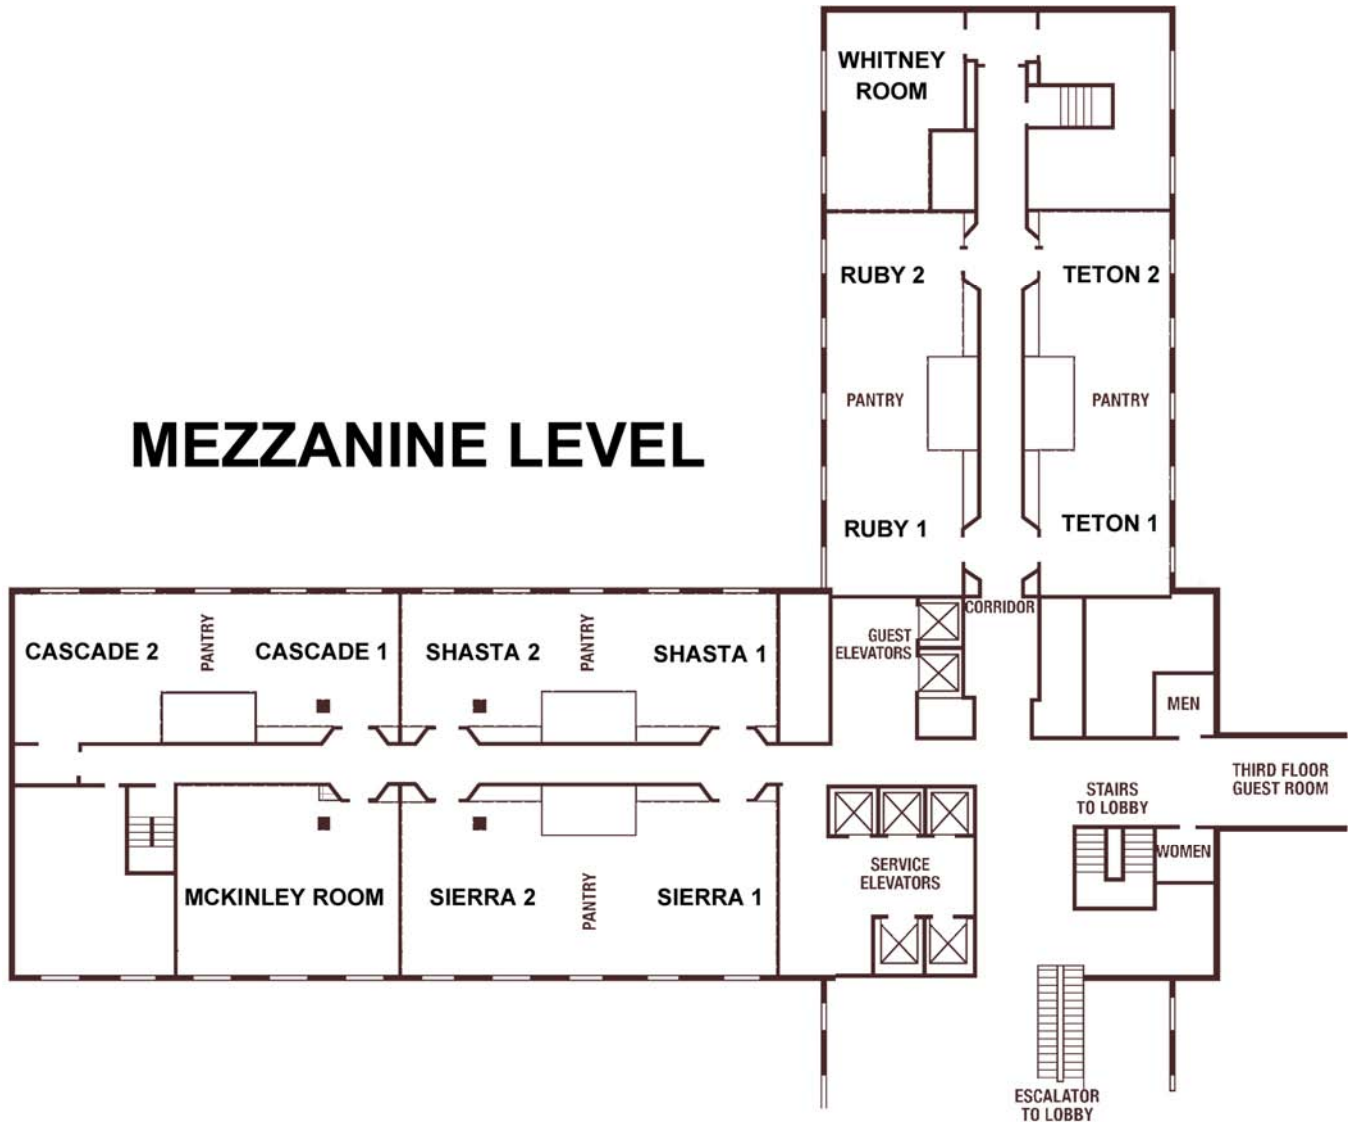 WHITNEY
ROOM
RUBY 2
TETON 2
PANTRY
PANTRY
MEZZANINE LEVEL
RUBY 1
TETON 1
CORRIDOR
GUEST
ELEVATORS
CASCADE 2
PANTRY
CASCADE 1
SHASTA 2
PANTRY
SHASTA 1
MEN
THIRD FLOOR
GUEST ROOM
STAIRS
TO LOBBY
WOMEN
SERVICE
ELEVATORS
MCKINLEY ROOM
SIERRA 2
PANTRY
SIERRA 1
ESCALATOR
TO LOBBY